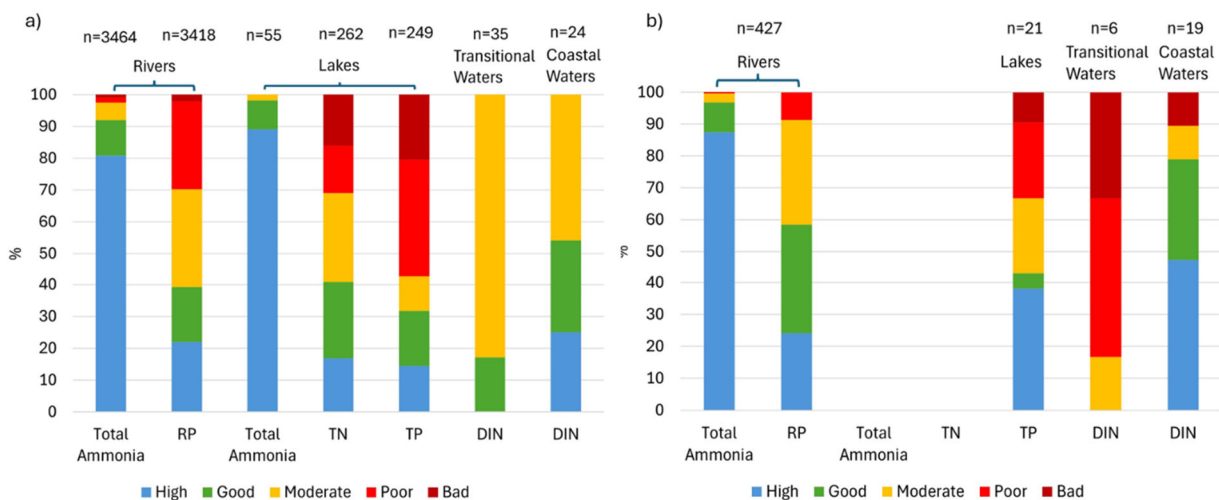 a)
n=3464 n=3418 n=55 n=262 n=249 n=35 n=24
Rivers Lakes Transitional Waters Coastal Waters
100
90
80
70
60
50
40
30
20
10
0
%
Total Ammonia RP Total Ammonia TN TP DIN DIN
High Good Moderate Poor Bad
b)
n=427 n=21 n=6 n=19
Rivers Lakes Transitional Waters Coastal Waters
100
90
80
70
60
50
40
30
20
10
0
%
Total Ammonia RP Total Ammonia TN TP DIN DIN
High Good Moderate Poor Bad